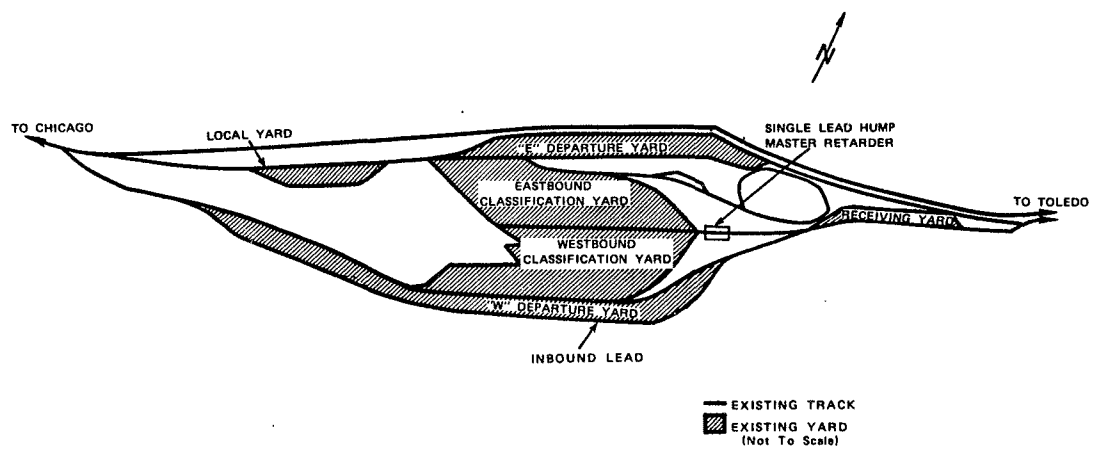 N
TO CHICAGO
LOCAL YARD
"E" DEPARTURE YARD
SINGLE LEAD HUMP
MASTER RETARDER
EASTBOUND
CLASSIFICATION YARD
TO TOLEDO
RECEIVING YARD
WESTBOUND
CLASSIFICATION YARD
"W" DEPARTURE YARD
INBOUND LEAD
EXISTING TRACK
EXISTING YARD
(Not To Scale)